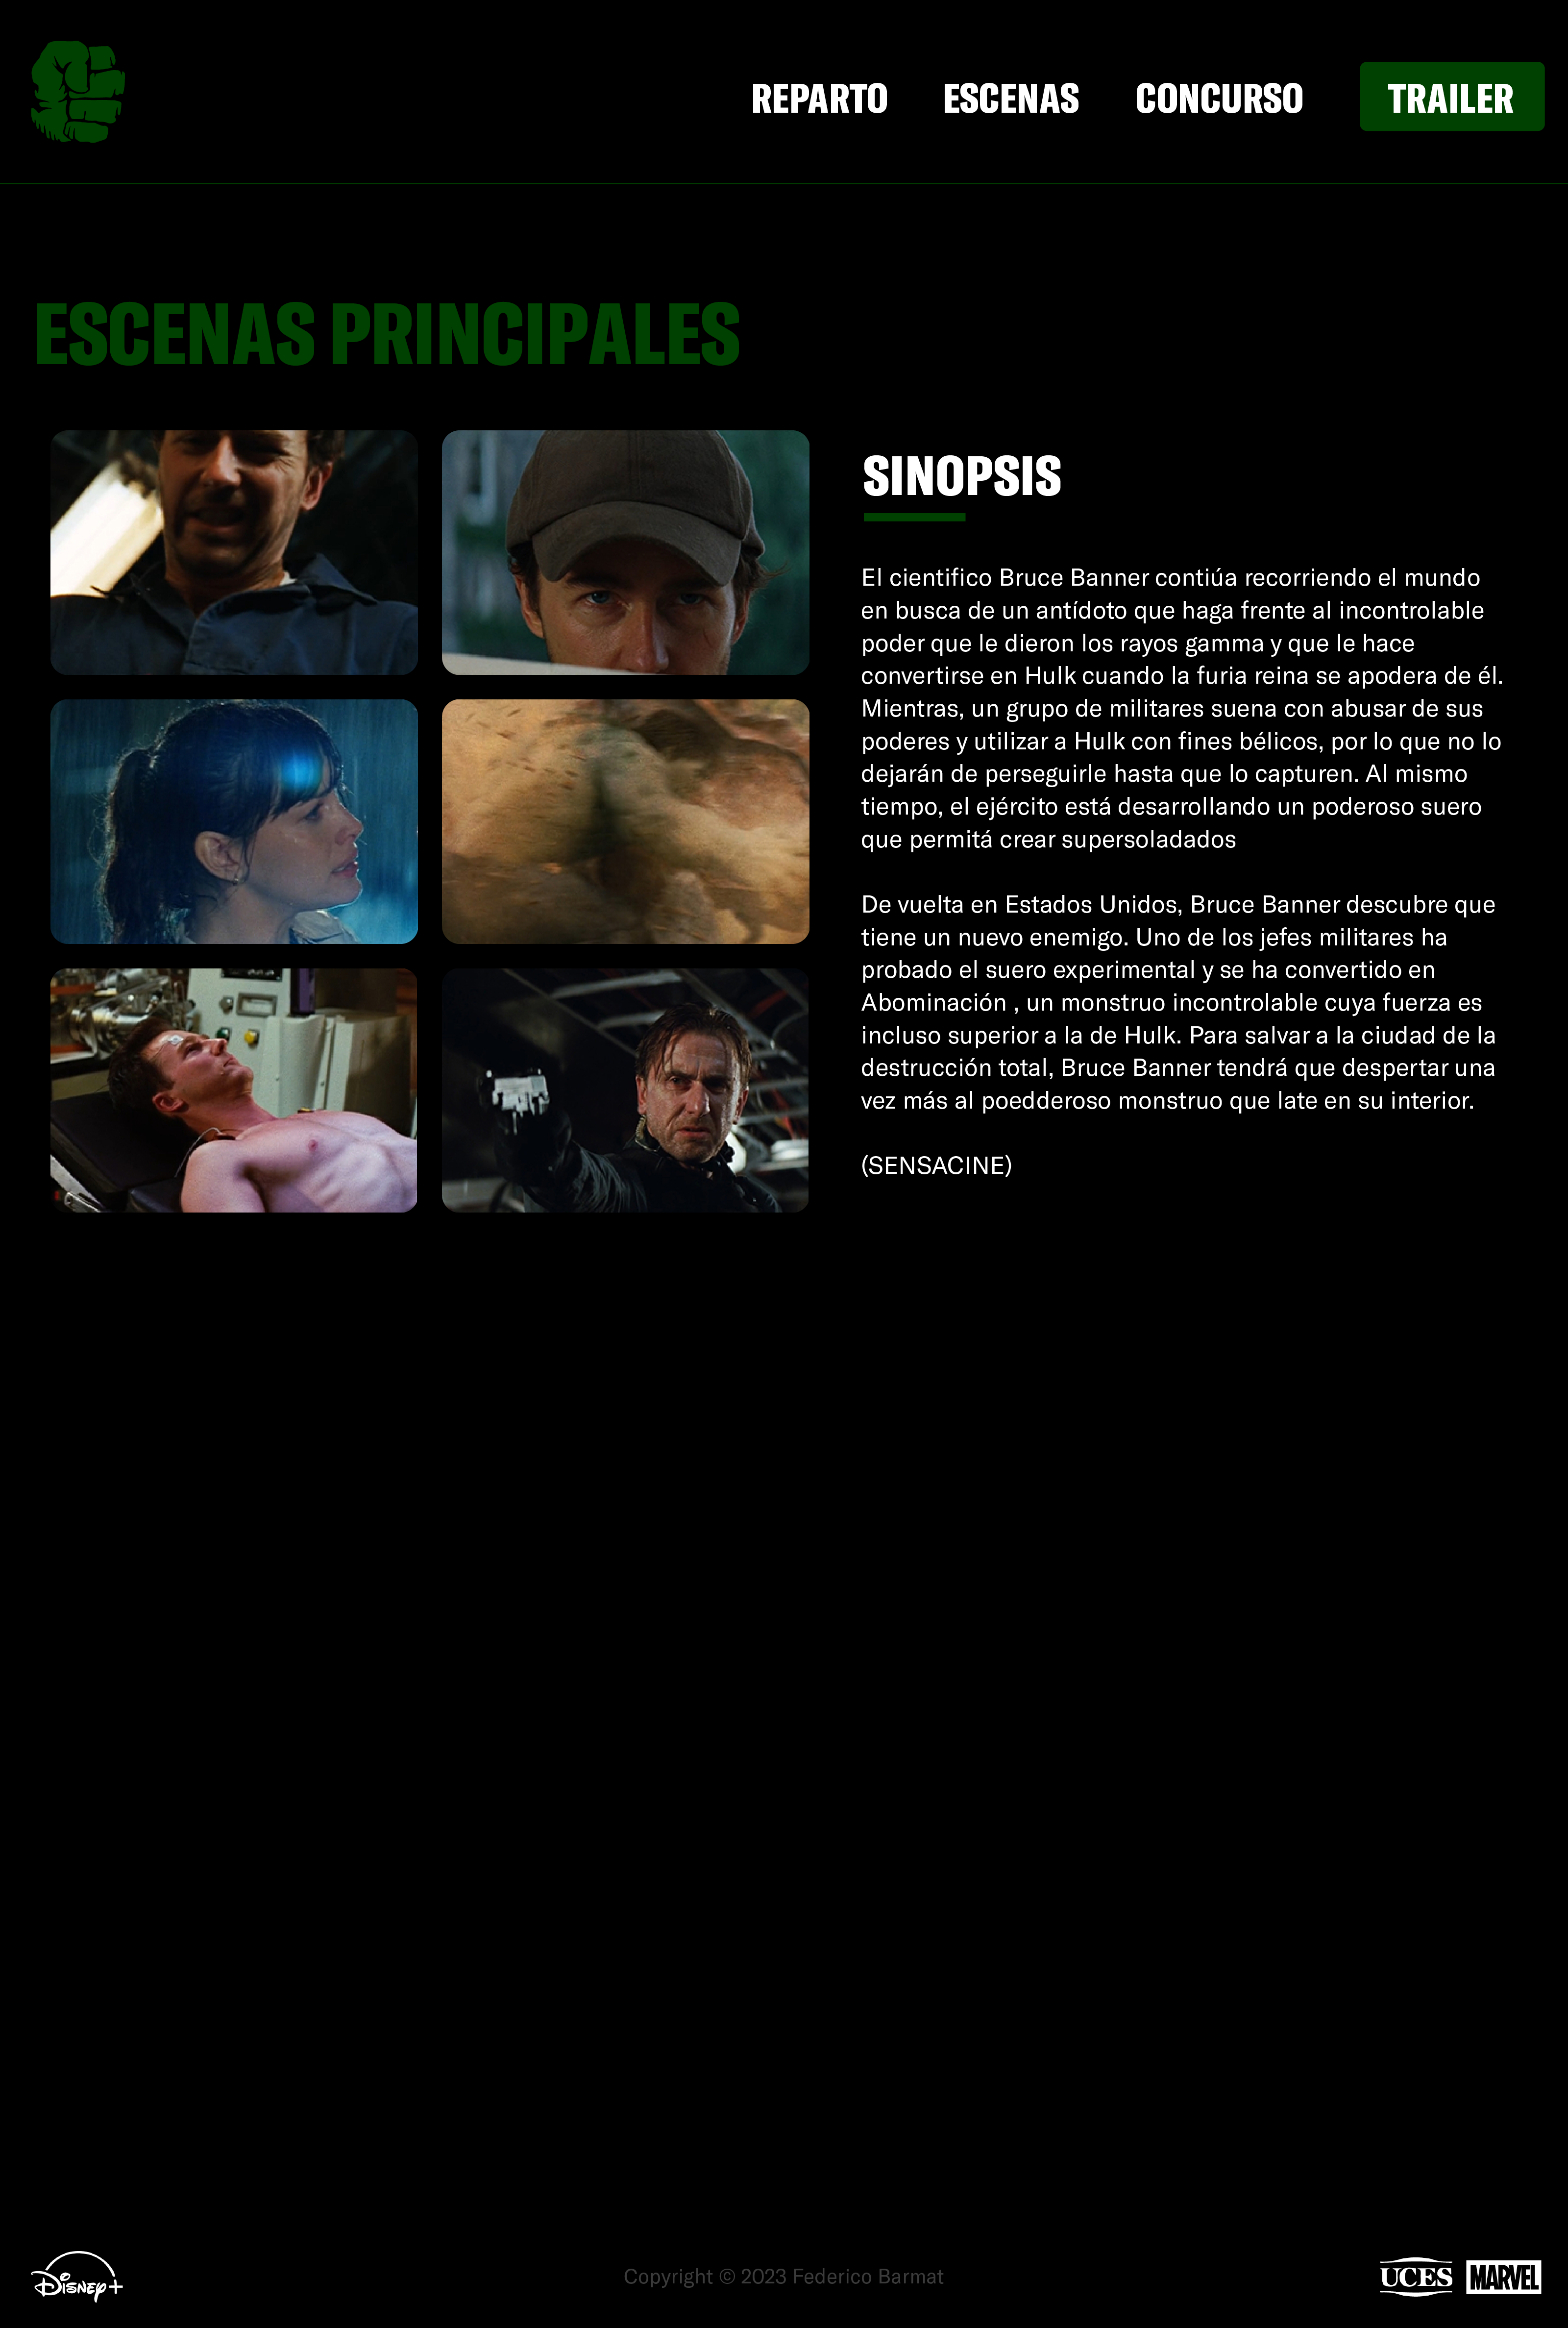 REPARTO ESCENAS CONCURSO TRAILER
ESCENAS PRINCIPALES
SINOPSIS
El cientifico Bruce Banner contiúa recorriendo el mundo
en busca de un antídoto que haga frente al incontrolable
poder que le dieron los rayos gamma y que le hace
convertirse en Hulk cuando la furia reina se apodera de él.
Mientras, un grupo de militares suena con abusar de sus
poderes y utilizar a Hulk con fines bélicos, por lo que no lo
dejarán de perseguirle hasta que lo capturen. Al mismo
tiempo, el ejército está desarrollando un poderoso suero
que permitá crear supersoladados
De vuelta en Estados Unidos, Bruce Banner descubre que
tiene un nuevo enemigo. Uno de los jefes militares ha
probado el suero experimental y se ha convertido en
Abominación , un monstruo incontrolable cuya fuerza es
incluso superior a la de Hulk. Para salvar a la ciudad de la
destrucción total, Bruce Banner tendrá que despertar una
vez más al poedderoso monstruo que late en su interior.
(SENSACINE)
Disney+ Copyright © 2023 Federico Barmat UCES MARVEL